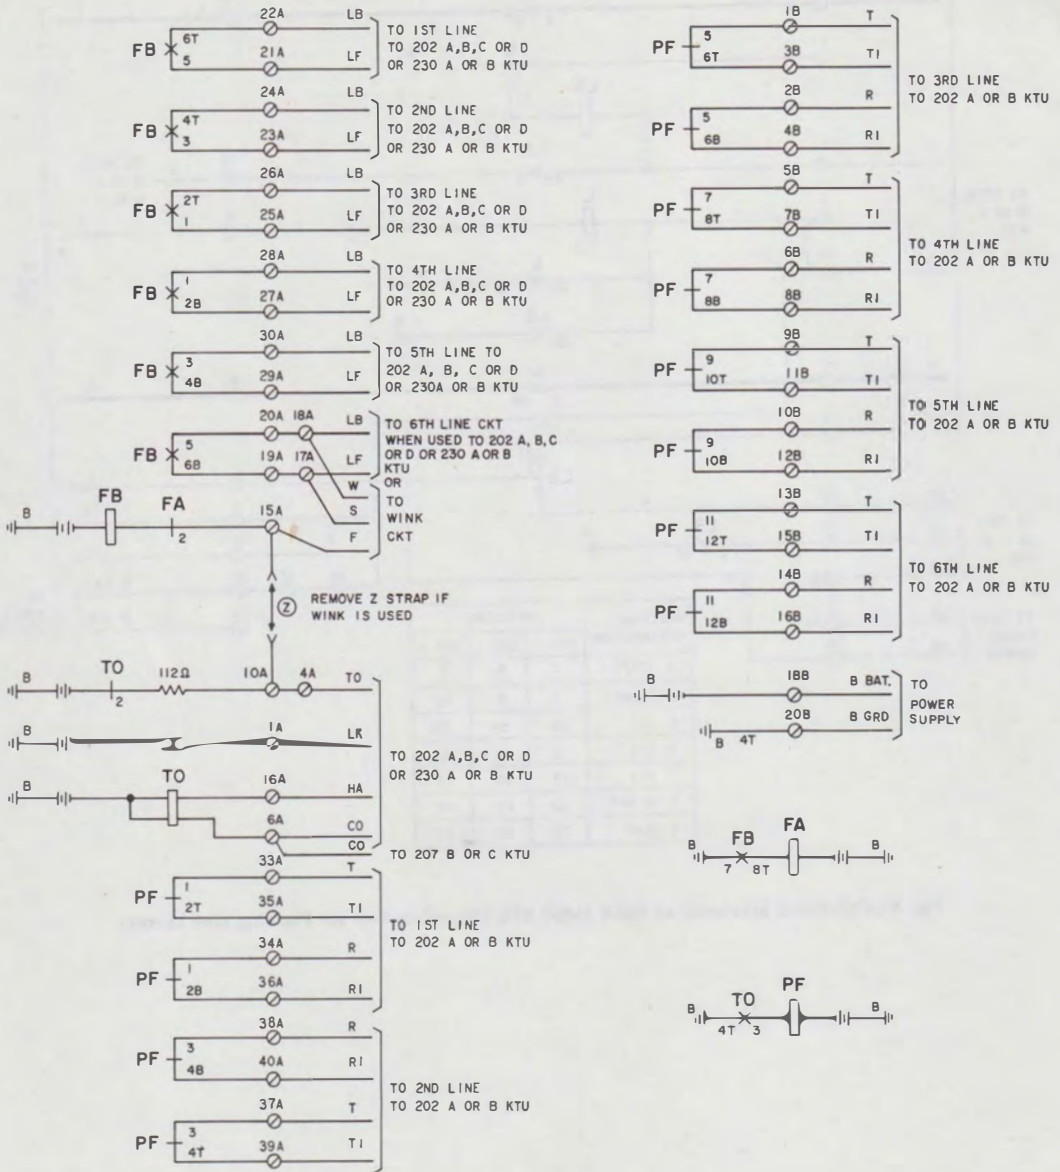 22A LB
FB 6T 5
21A LF
TO 1ST LINE
TO 202 A,B,C OR D
OR 230 A OR B KTU
24A LB
FB 4T 3
23A LF
TO 2ND LINE
TO 202 A,B,C OR D
OR 230 A OR B KTU
26A LB
FB 2T 1
25A LF
TO 3RD LINE
TO 202 A,B,C OR D
OR 230 A OR B KTU
28A LB
FB 1 2B
27A LF
TO 4TH LINE
TO 202 A,B,C OR D
OR 230 A OR B KTU
30A LB
FB 3 4B
29A LF
TO 5TH LINE TO
202 A, B, C OR D
OR 230A OR B KTU
20A 18A LB
FB 5 6B
19A 17A LF
TO 6TH LINE CKT
WHEN USED TO 202 A, B,C
OR D OR 230 A OR B
KTU
OR
W
S
F
TO
WINK
CKT
B FB FA 2 15A
Z REMOVE Z STRAP IF
WINK IS USED
B TO 2 112Ω 10A 4A TO
B 1A LK
B TO 16A HA
6A CO
TO 202 A,B,C OR D
OR 230 A OR B KTU
CO TO 207 B OR C KTU
33A T
PF 1 2T
35A T1
34A R
PF 1 2B
36A R1
TO 1ST LINE
TO 202 A OR B KTU
38A R
PF 3 4B
40A R1
37A T
PF 3 4T
39A T1
TO 2ND LINE
TO 202 A OR B KTU
1B T
PF 5 6T
3B T1
2B R
PF 5 6B
4B R1
TO 3RD LINE
TO 202 A OR B KTU
5B T
PF 7 8T
7B T1
6B R
PF 7 8B
8B R1
TO 4TH LINE
TO 202 A OR B KTU
9B T
PF 9 10T
11B T1
10B R
PF 9 10B
12B R1
TO 5TH LINE
TO 202 A OR B KTU
13B T
PF 11 12T
15B T1
14B R
PF 11 12B
16B R1
TO 6TH LINE
TO 202 A OR B KTU
B 18B B BAT.
B 4T 20B B GRD
TO
POWER
SUPPLY
B FB 7 8T FA B
B TO 4T 3 PF B